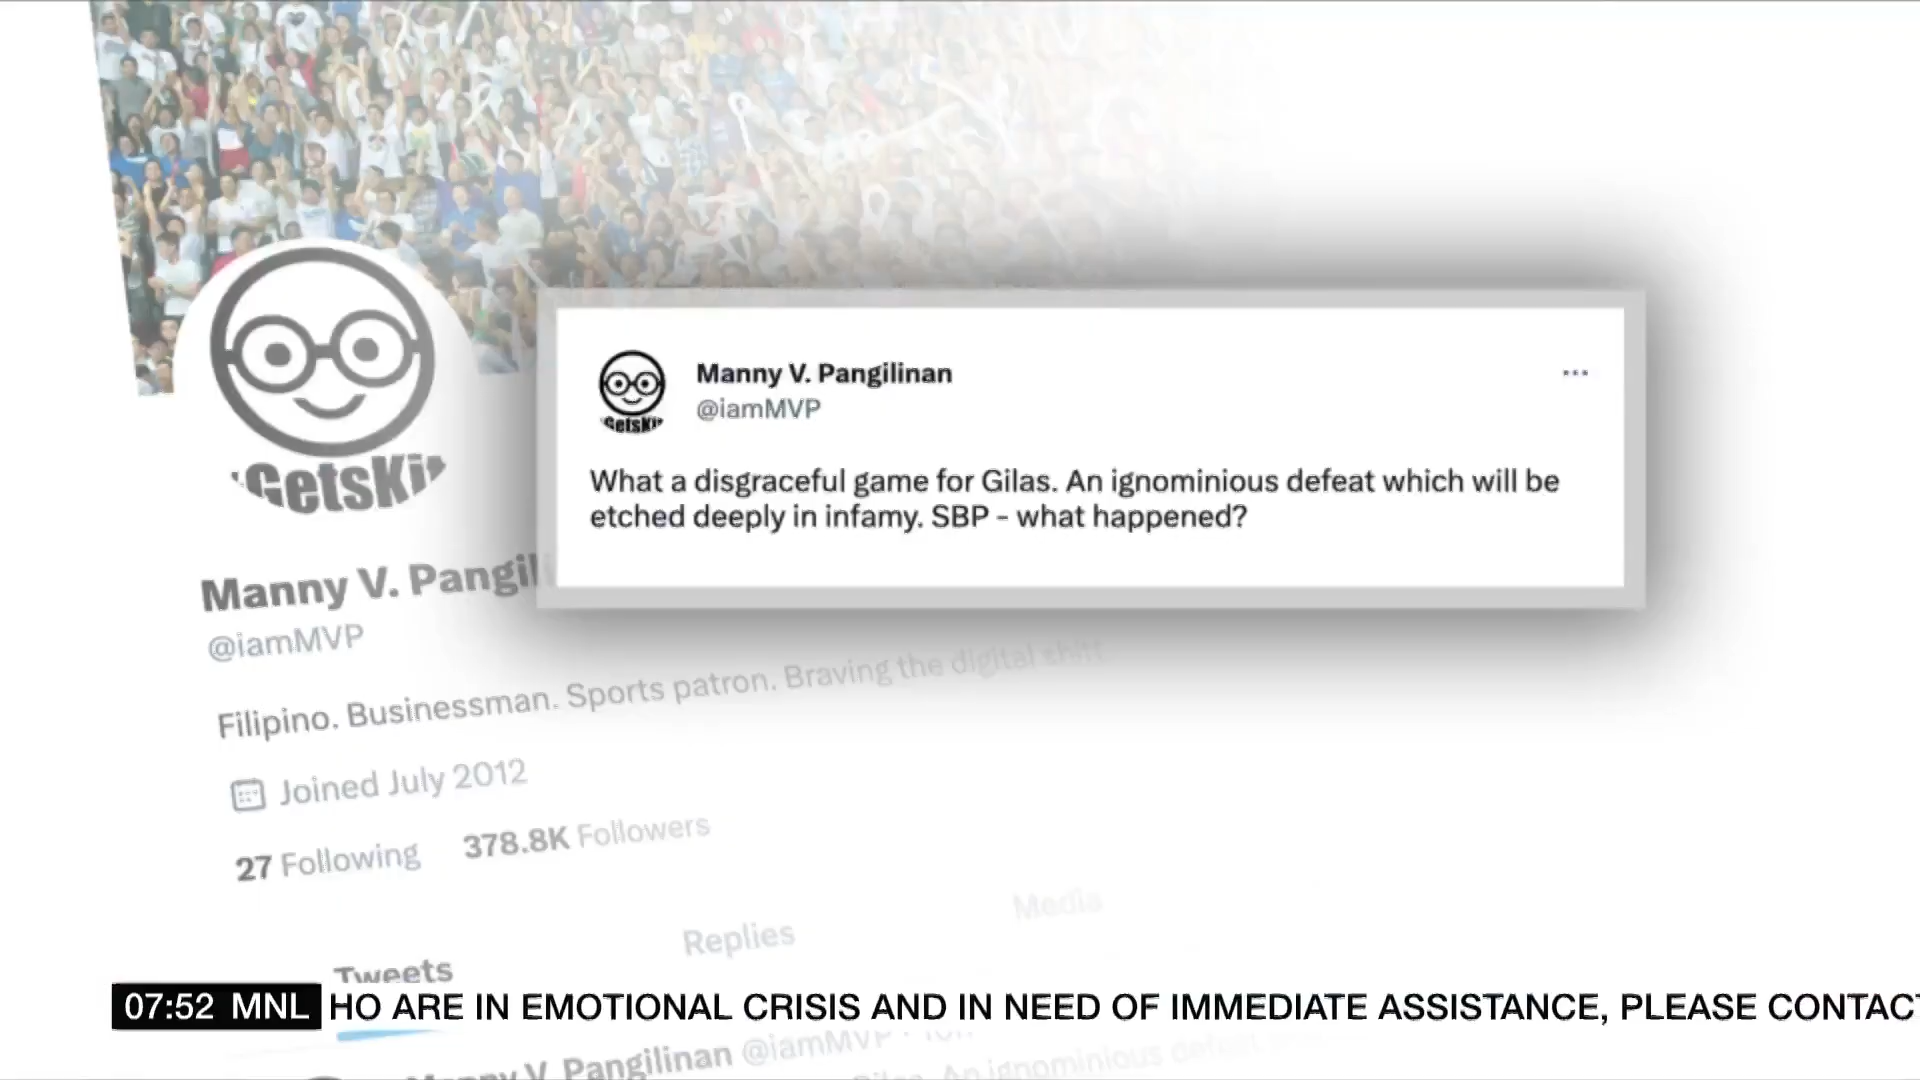 Manny V. Pangilinan
@iamMVP
What a disgraceful game for Gilas. An ignominious defeat which will be
etched deeply in infamy. SBP - what happened?
GetsKi
Manny V. Pangil
@iamMVP
Filipino. Businessman. Sports patron. Braving the digital shift.
Joined July 2012
27 Following 378.8K Followers
Tweets Replies Media
07:52 MNL HO ARE IN EMOTIONAL CRISIS AND IN NEED OF IMMEDIATE ASSISTANCE, PLEASE CONTACT
Manny V. Pangilinan @iamMVP
An ignominious defeat